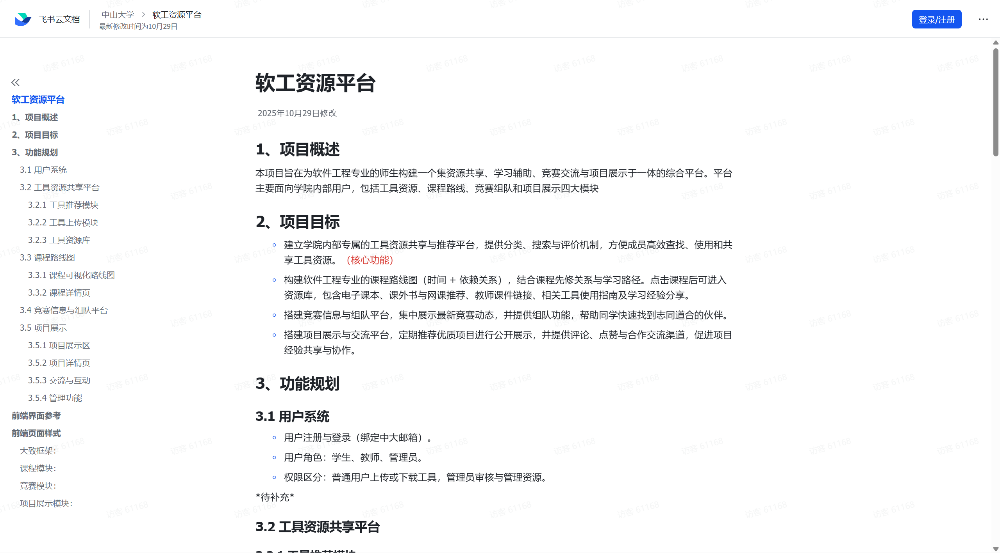 飞书云文档
中山大学 > 软工资源平台
最新修改时间为10月29日
登录/注册
软工资源平台
1、项目概述
2、项目目标
3、功能规划
3.1 用户系统
3.2 工具资源共享平台
3.2.1 工具推荐模块
3.2.2 工具上传模块
3.2.3 工具资源库
3.3 课程路线图
3.3.1 课程可视化路线图
3.3.2 课程详情页
3.4 竞赛信息与组队平台
3.5 项目展示
3.5.1 项目展示区
3.5.2 项目详情页
3.5.3 交流与互动
3.5.4 管理功能
前端界面参考
前端页面样式
大致框架：
课程模块：
竞赛模块：
项目展示模块：
软工资源平台
2025年10月29日修改
1、项目概述
本项目旨在为软件工程专业的师生构建一个集资源共享、学习辅助、竞赛交流与项目展示于一体的综合平台。平台
主要面向学院内部用户，包括工具资源、课程路线、竞赛组队和项目展示四大模块
2、项目目标
建立学院内部专属的工具资源共享与推荐平台，提供分类、搜索与评价机制，方便成员高效查找、使用和共
享工具资源。（核心功能）
构建软件工程专业的课程路线图（时间 + 依赖关系），结合课程先修关系与学习路径。点击课程后可进入
资源库，包含电子课本、课外书与网课推荐、教师课件链接、相关工具使用指南及学习经验分享。
搭建竞赛信息与组队平台，集中展示最新竞赛动态，并提供组队功能，帮助同学快速找到志同道合的伙伴。
搭建项目展示与交流平台，定期推荐优质项目进行公开展示，并提供评论、点赞与合作交流渠道，促进项目
经验共享与协作。
3、功能规划
3.1 用户系统
用户注册与登录（绑定中大邮箱）。
用户角色：学生、教师、管理员。
权限区分：普通用户上传或下载工具，管理员审核与管理资源。
*待补充*
3.2 工具资源共享平台
3.2.1 工具推荐模块
访客 61168